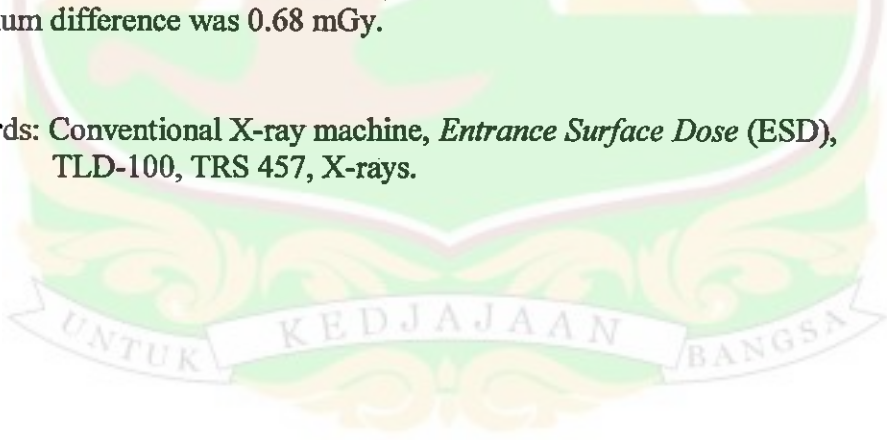 um difference was 0.68 mGy.
rds: Conventional X-ray machine, Entrance Surface Dose (ESD),
TLD-100, TRS 457, X-rays.
UNTUK KEDJAJAAN BANGSA